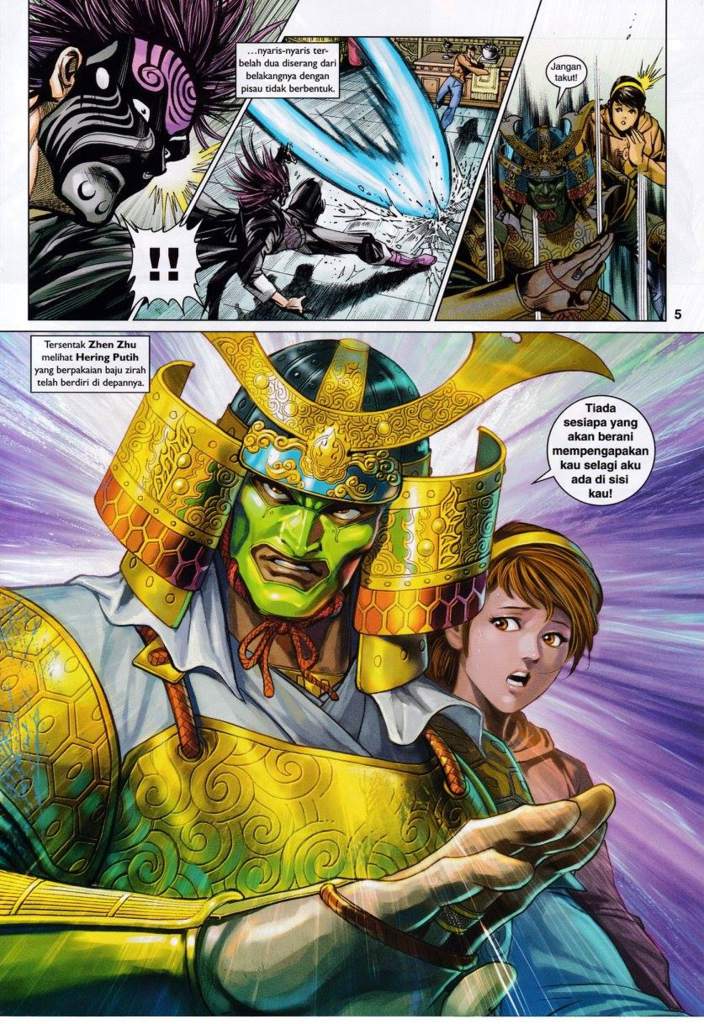 ...nyaris-nyaris ter-
belah dua diserang dari
belakangnya dengan
pisau tidak berbentuk.
Jangan
takut!
!!
5
Tersentak Zhen Zhu
melihat Hering Putih
yang berpakaian baju zirah
telah berdiri di depannya.
Tiada
sesiapa yang
akan berani
mempengapakan
kau selagi aku
ada di sisi
kau!